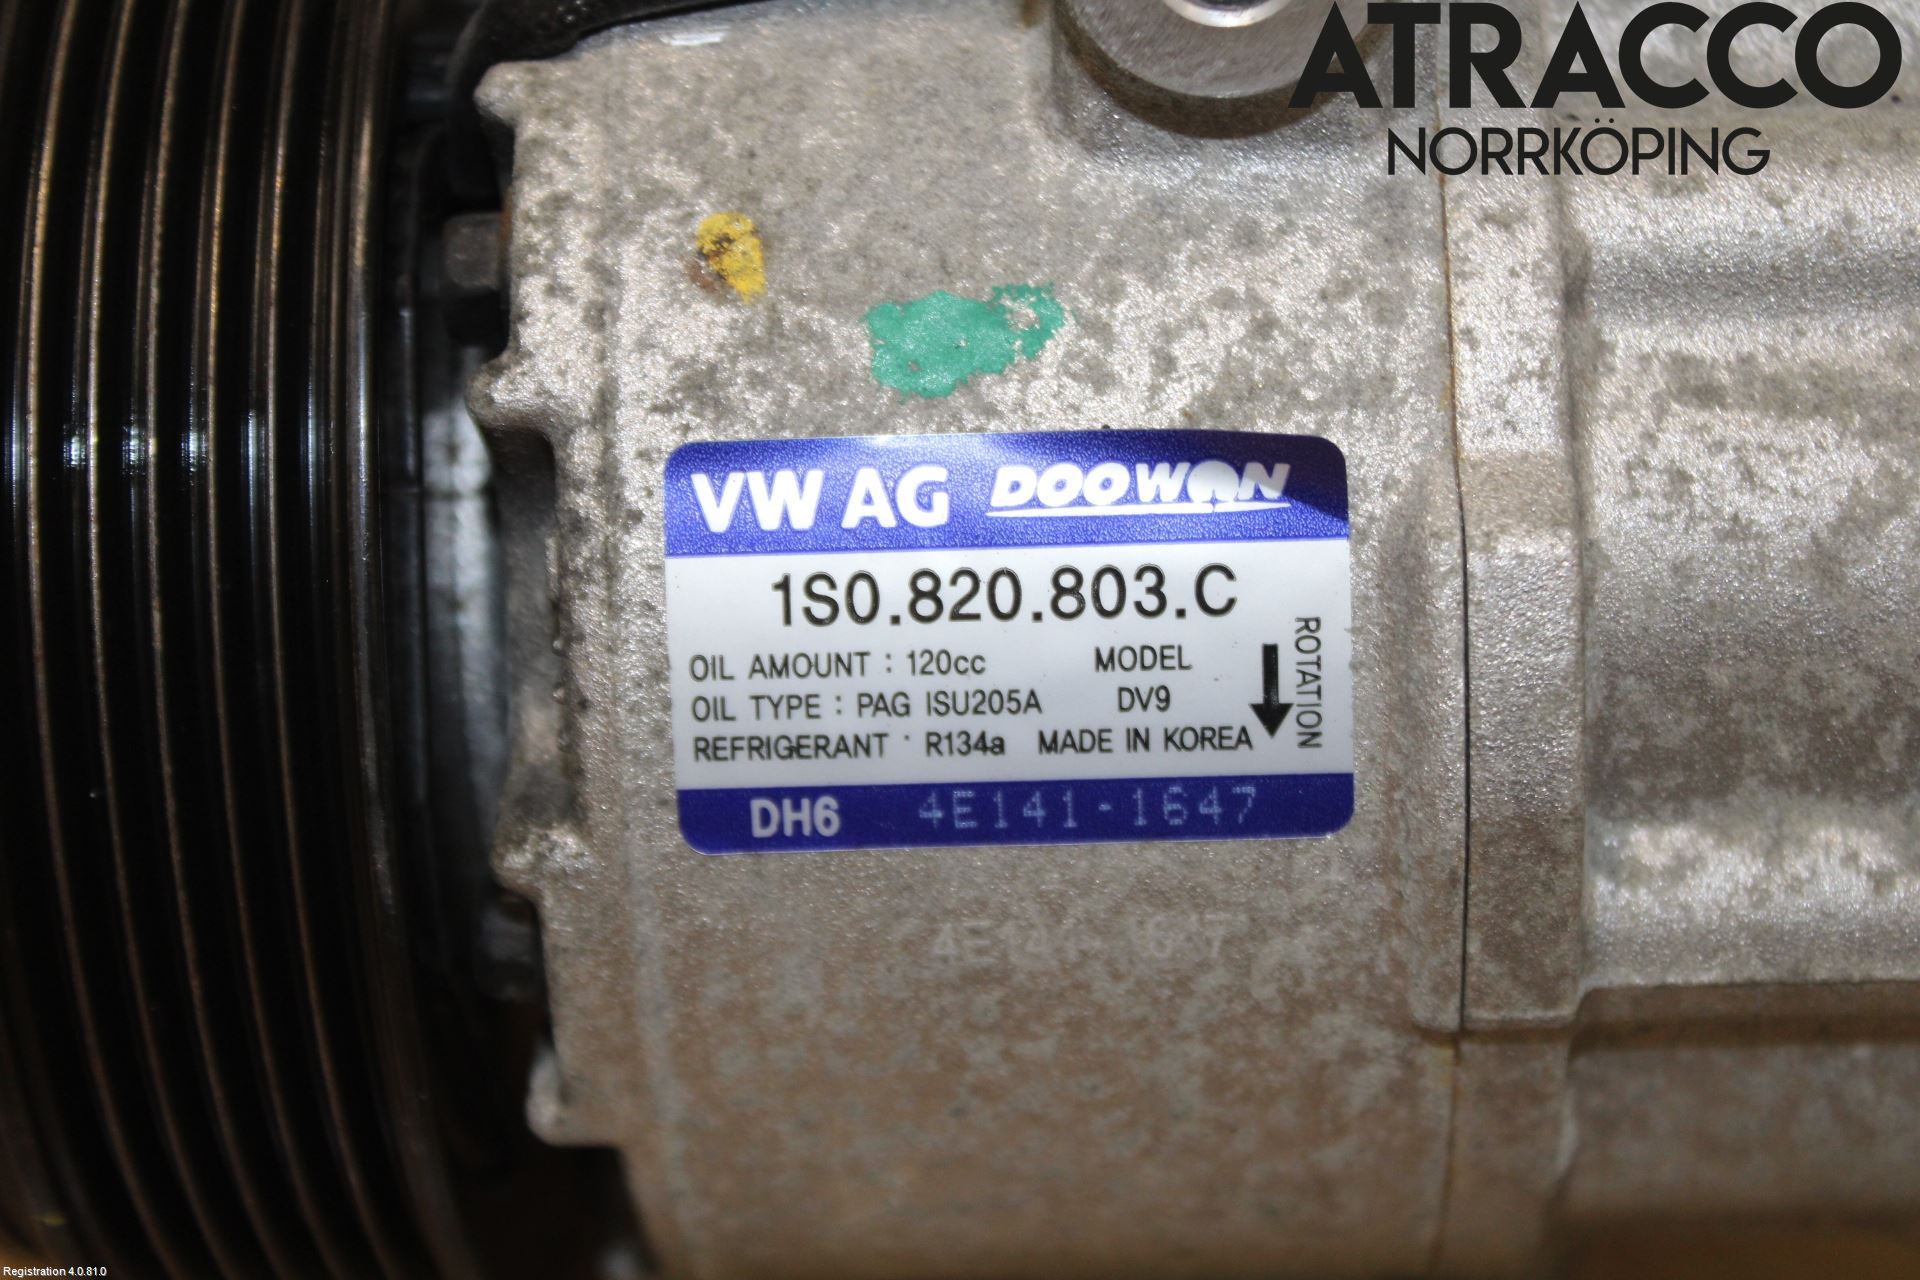 ATRACCO
NORRKÖPING
VW AG DOOWON
1S0.820.803.C
OIL AMOUNT : 120cc MODEL
OIL TYPE : PAG ISU205A DV9
REFRIGERANT : R134a MADE IN KOREA
ROTATION
DH6 4E141-1647
Registration 4.0.81.0